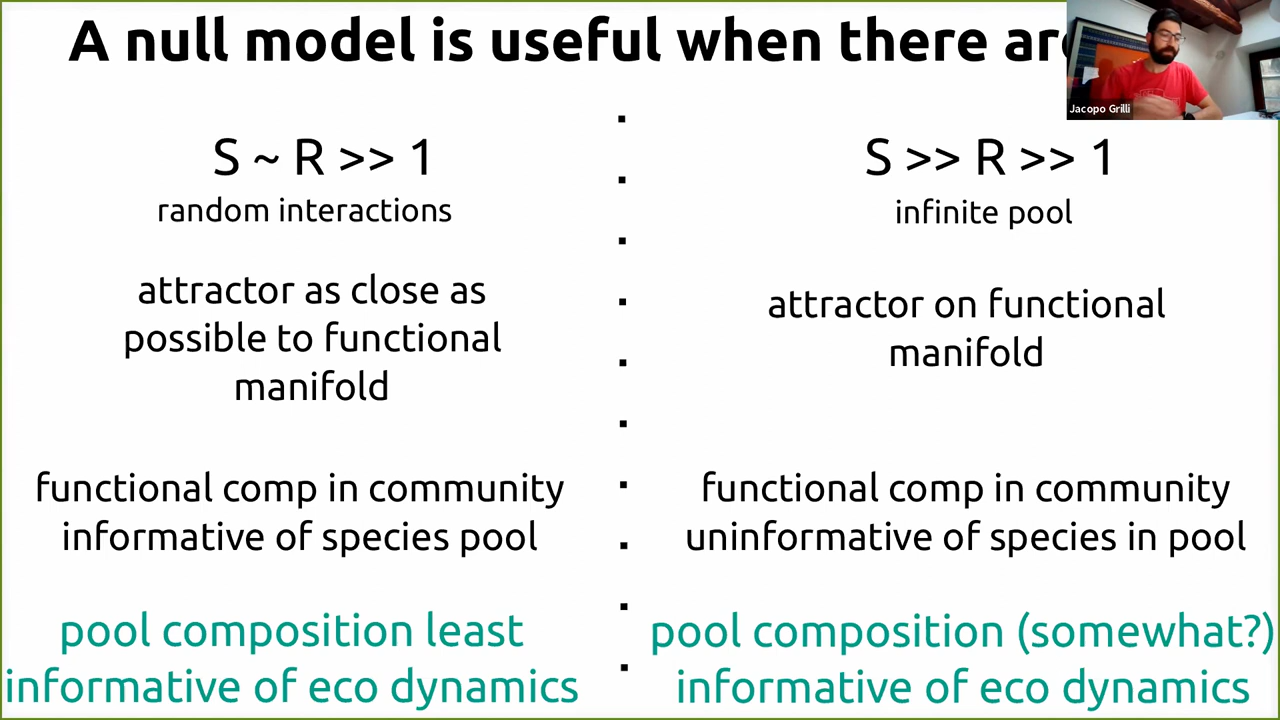 A null model is useful when there are
Jacopo Grilli
S ~ R >> 1
random interactions
attractor as close as
possible to functional
manifold
functional comp in community
informative of species pool
pool composition least
informative of eco dynamics
S >> R >> 1
infinite pool
attractor on functional
manifold
functional comp in community
uninformative of species in pool
pool composition (somewhat?)
informative of eco dynamics